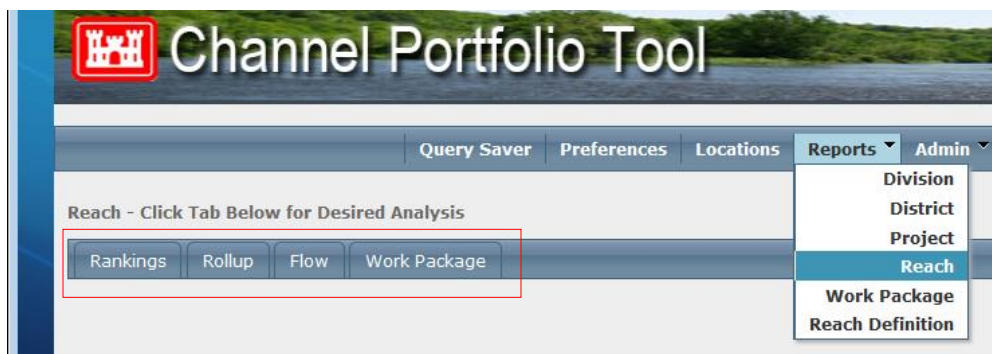 Channel Portfolio Tool
Query Saver Preferences Locations Reports Admin
Division
District
Project
Reach
Work Package
Reach Definition
Reach - Click Tab Below for Desired Analysis
Rankings Rollup Flow Work Package